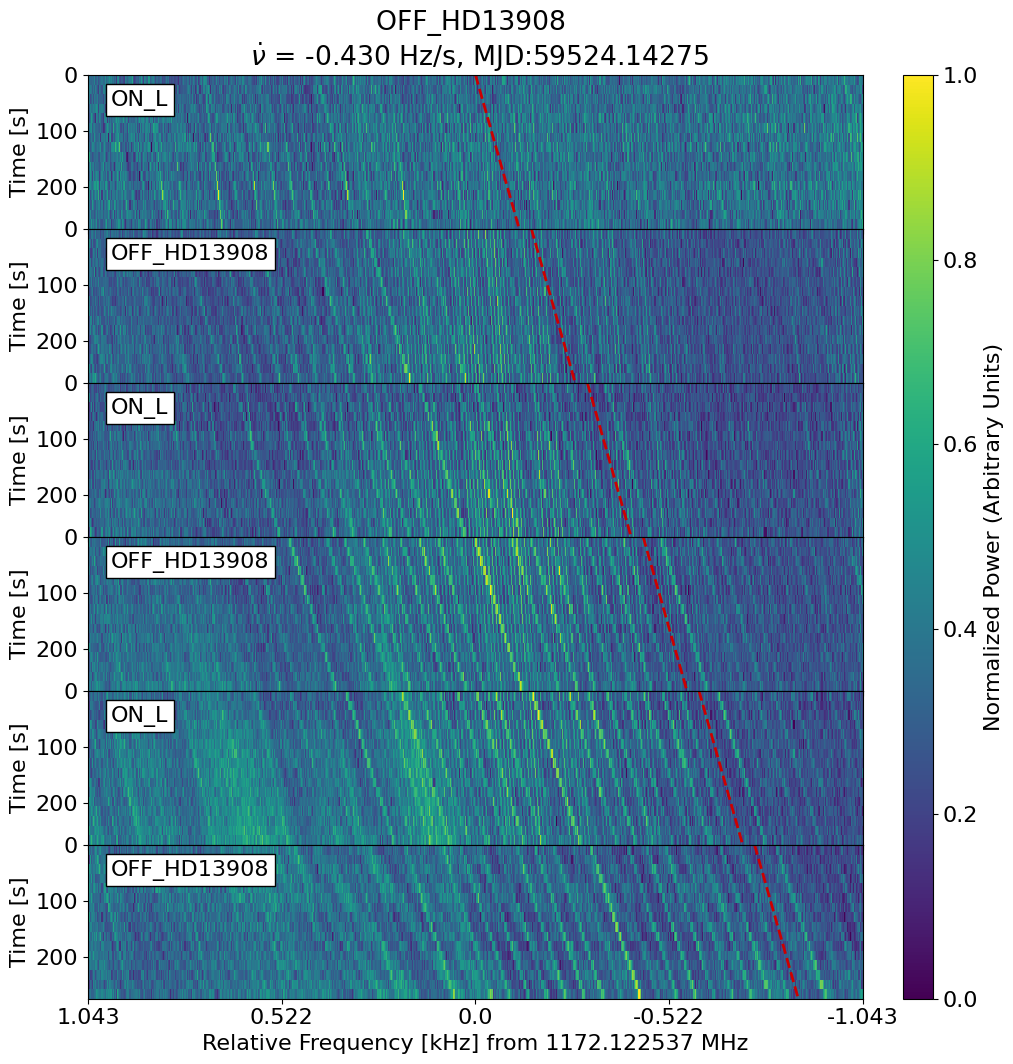 OFF_HD13908
ν̇ = -0.430 Hz/s, MJD:59524.14275
ON_L
OFF_HD13908
ON_L
OFF_HD13908
ON_L
OFF_HD13908
0
100
200
0
100
200
0
100
200
0
100
200
0
100
200
0
100
200
Time [s]
Time [s]
Time [s]
Time [s]
Time [s]
Time [s]
1.043 0.522 0.0 -0.522 -1.043
Relative Frequency [kHz] from 1172.122537 MHz
1.0
0.8
0.6
0.4
0.2
0.0
Normalized Power (Arbitrary Units)